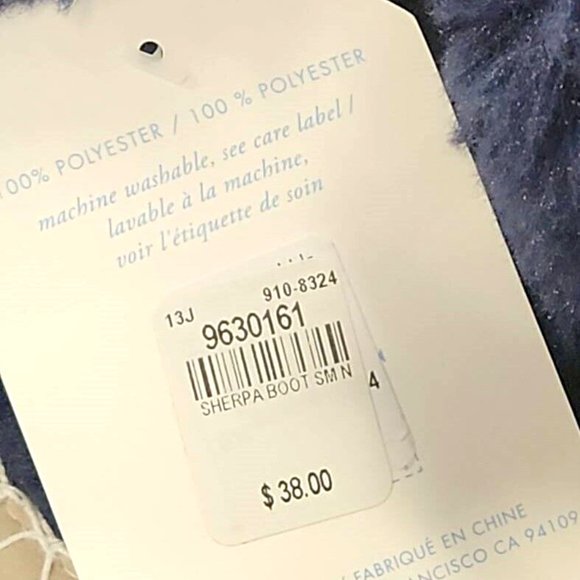 100% POLYESTER / 100 % POLYESTER
machine washable, see care label /
lavable à la machine,
voir l'étiquette de soin
13J 910-8324
9630161
SHERPA BOOT SM N
4
$ 38.00
/ FABRIQUÉ EN CHINE
CA 94109